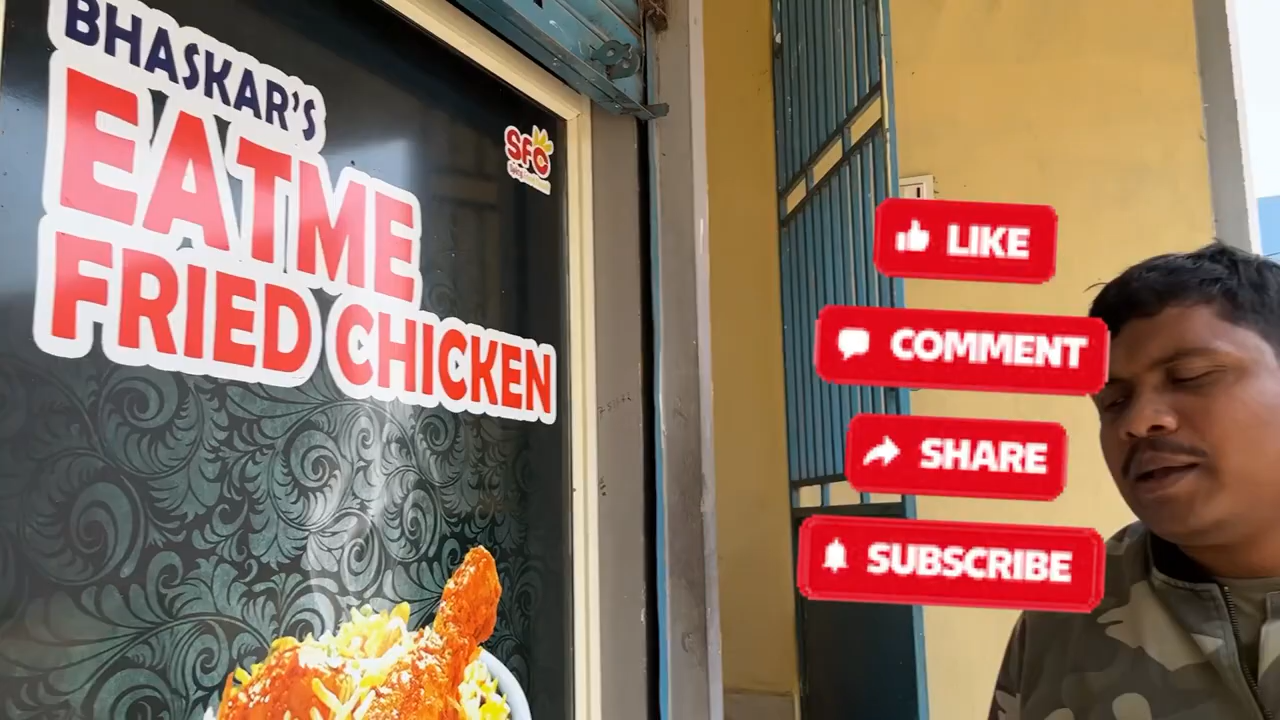 BHASKAR'S
EATME
FRIED CHICKEN
SFC
LIKE
COMMENT
SHARE
SUBSCRIBE